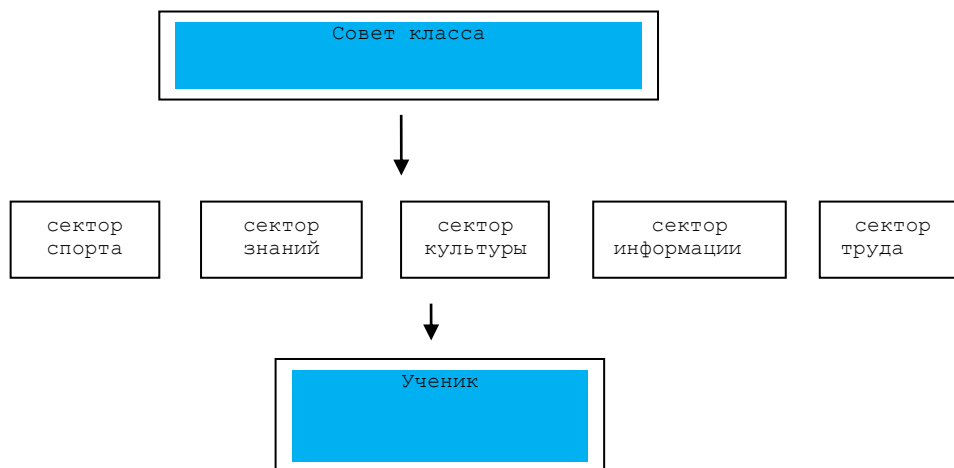 Совет класса
сектор
спорта
сектор
знаний
сектор
культуры
сектор
информации
сектор
труда
Ученик